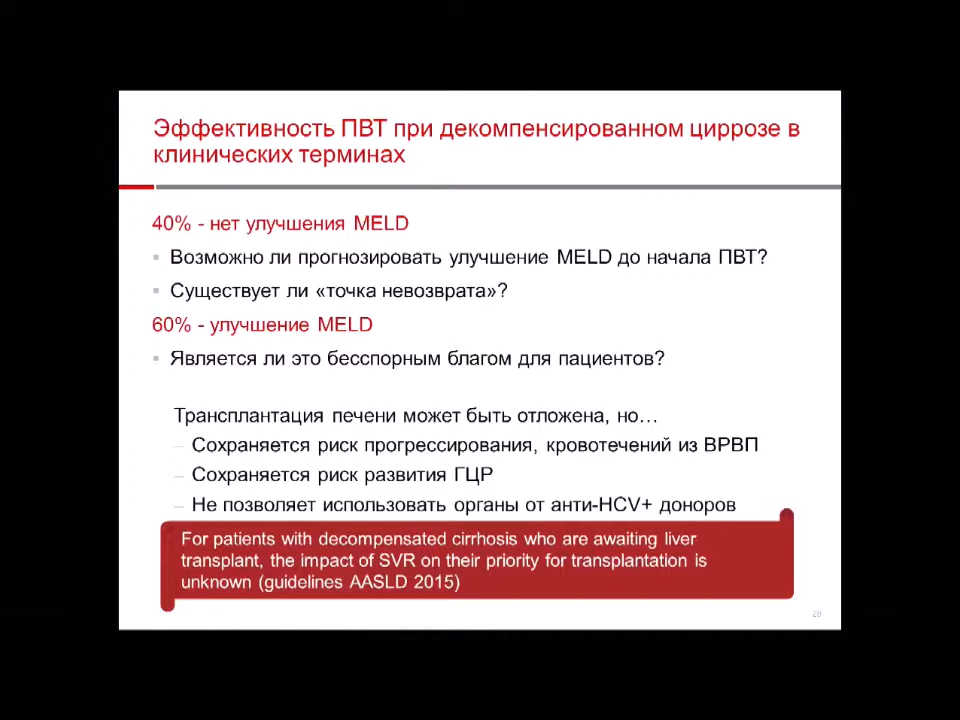 Эффективность ПВТ при декомпенсированном циррозе в
клинических терминах
40% - нет улучшения MELD
Возможно ли прогнозировать улучшение MELD до начала ПВТ?
Существует ли «точка невозврата»?
60% - улучшение MELD
Является ли это бесспорным благом для пациентов?
Трансплантация печени может быть отложена, но…
– Сохраняется риск прогрессирования, кровотечений из ВРВП
– Сохраняется риск развития ГЦР
– Не позволяет использовать органы от анти-HCV+ доноров
For patients with decompensated cirrhosis who are awaiting liver
transplant, the impact of SVR on their priority for transplantation is
unknown (guidelines AASLD 2015)